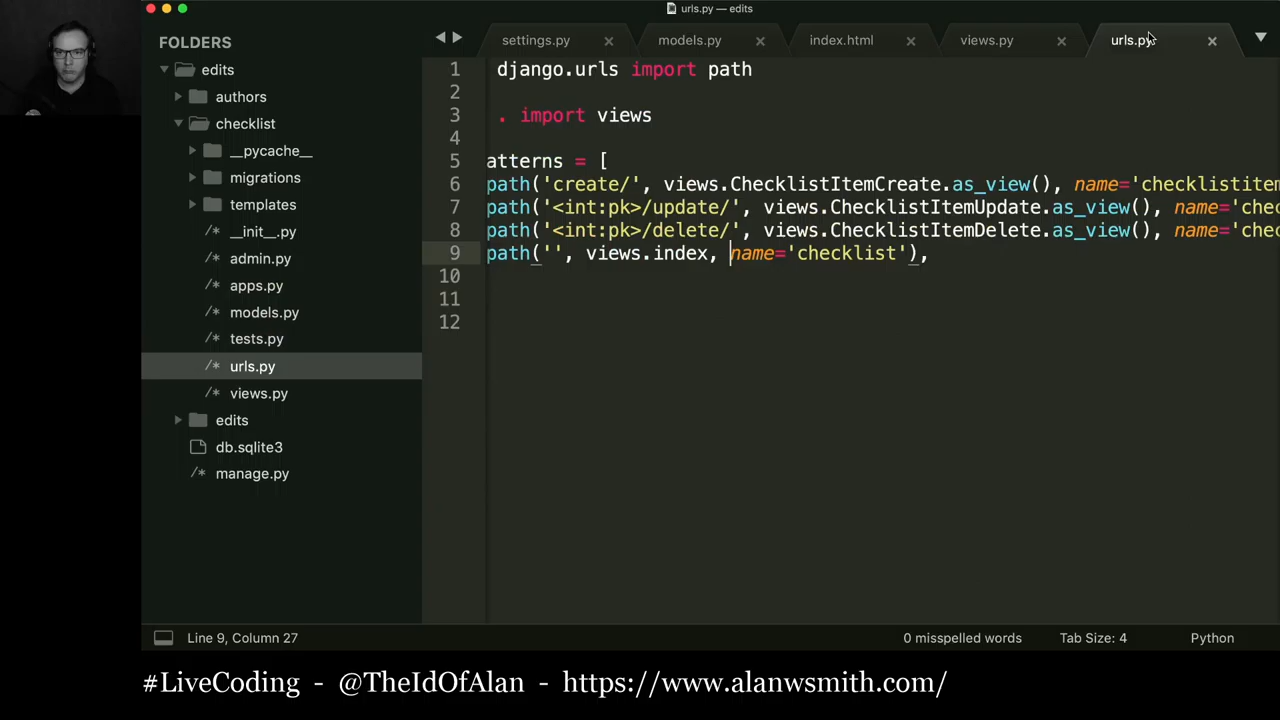 urls.py — edits
FOLDERS
edits
authors
checklist
__pycache__
migrations
templates
/* __init__.py
/* admin.py
/* apps.py
/* models.py
/* tests.py
/* urls.py
/* views.py
edits
db.sqlite3
/* manage.py
settings.py
models.py
index.html
views.py
urls.py
1 django.urls import path
2
3 . import views
4
5 atterns = [
6 path('create/', views.ChecklistItemCreate.as_view(), name='checklistitem
7 path('<int:pk>/update/', views.ChecklistItemUpdate.as_view(), name='chec
8 path('<int:pk>/delete/', views.ChecklistItemDelete.as_view(), name='chec
9 path('', views.index, name='checklist'),
10
11
12
Line 9, Column 27
0 misspelled words
Tab Size: 4
Python
#LiveCoding - @TheIdOfAlan - https://www.alanwsmith.com/